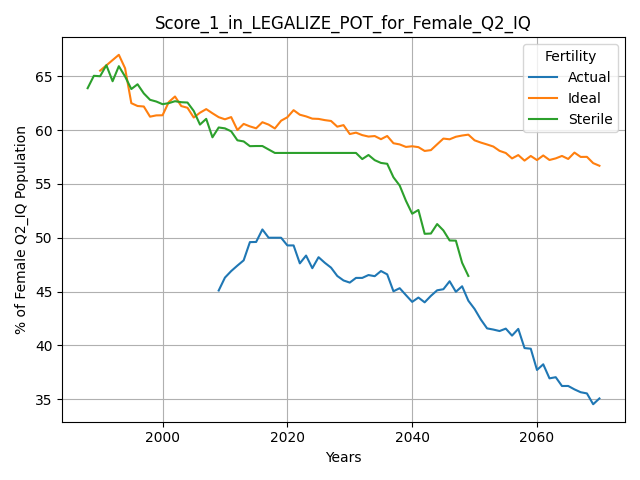 Score_1_in_LEGALIZE_POT_for_Female_Q2_IQ
% of Female Q2_IQ Population
65
60
55
50
45
40
35
Fertility
Actual
Ideal
Sterile
2000
2020
2040
2060
Years